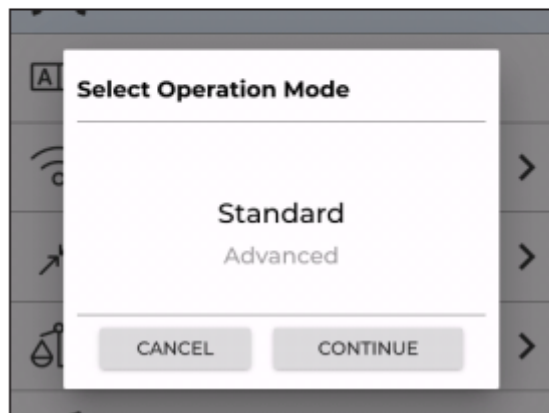 A
Select Operation Mode
Standard
Advanced
CANCEL
CONTINUE